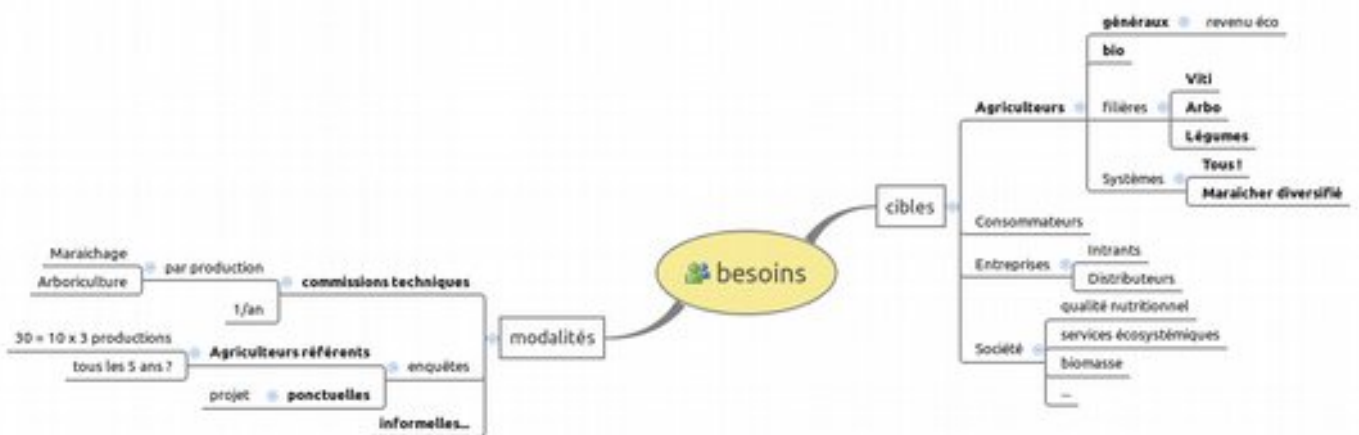 besoins
cibles
Agriculteurs
généraux
revenu éco
bio
filières
Viti
Arbo
Légumes
Systèmes
Tous !
Maraicher diversifié
Consommateurs
Entreprises
Intrants
Distributeurs
Société
qualité nutritionnel
services écosystémiques
biomasse
...
modalités
commissions techniques
par production
Maraichage
Arboriculture
1/an
enquêtes
Agriculteurs référents
30 = 10 x 3 productions
tous les 5 ans ?
ponctuelles
projet
informelles...